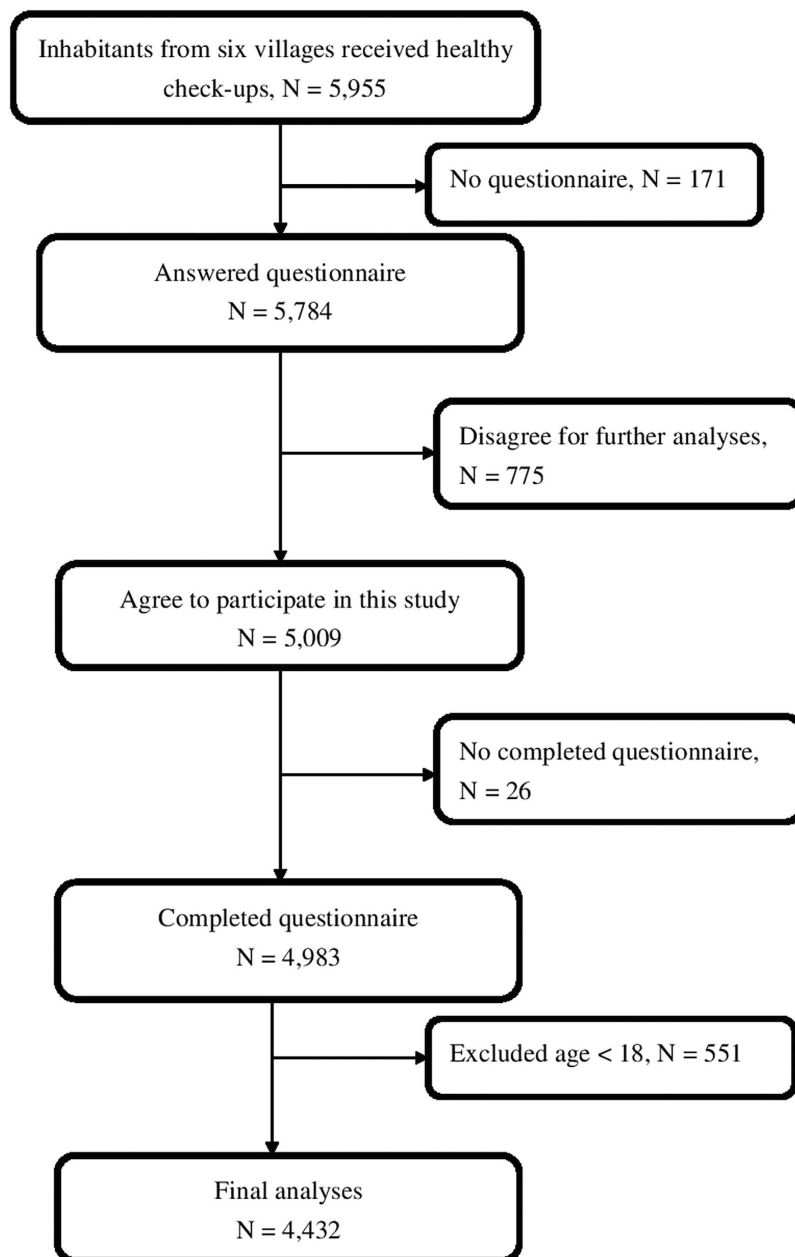 Inhabitants from six villages received healthy
check-ups, N = 5,955
No questionnaire, N = 171
Answered questionnaire
N = 5,784
Disagree for further analyses,
N = 775
Agree to participate in this study
N = 5,009
No completed questionnaire,
N = 26
Completed questionnaire
N = 4,983
Excluded age < 18, N = 551
Final analyses
N = 4,432